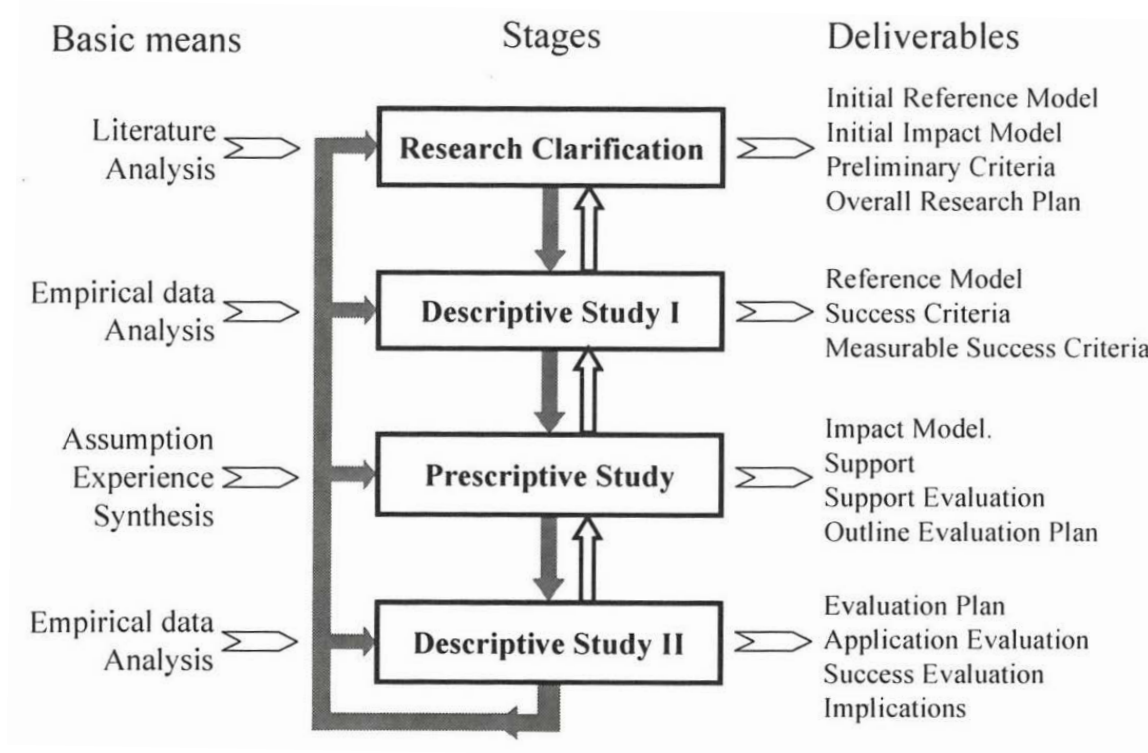 Basic means
Stages
Deliverables
Literature
Analysis
Research Clarification
Initial Reference Model
Initial Impact Model
Preliminary Criteria
Overall Research Plan
Empirical data
Analysis
Descriptive Study I
Reference Model
Success Criteria
Measurable Success Criteria
Assumption
Experience
Synthesis
Prescriptive Study
Impact Model.
Support
Support Evaluation
Outline Evaluation Plan
Empirical data
Analysis
Descriptive Study II
Evaluation Plan
Application Evaluation
Success Evaluation
Implications